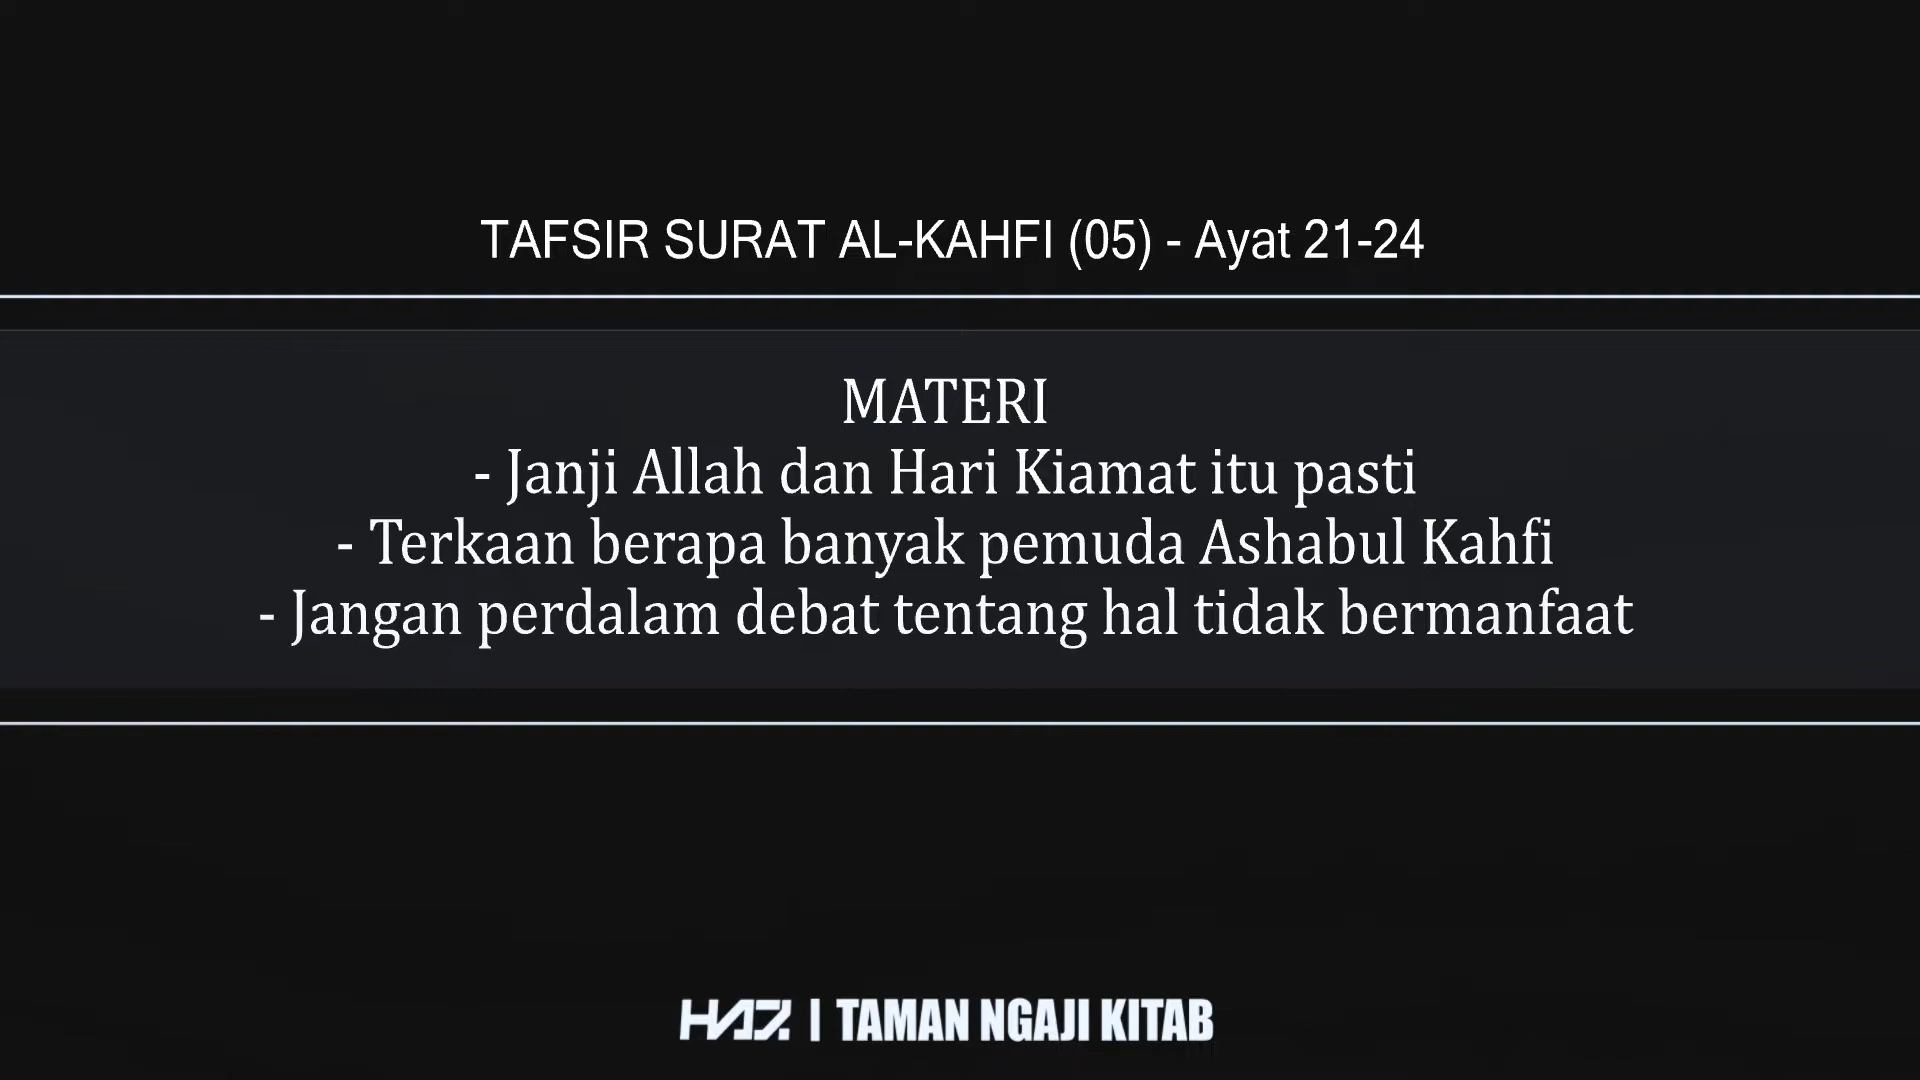 TAFSIR SURAT AL-KAHFI (05) - Ayat 21-24
MATERI
- Janji Allah dan Hari Kiamat itu pasti
- Terkaan berapa banyak pemuda Ashabul Kahfi
- Jangan perdalam debat tentang hal tidak bermanfaat
| TAMAN NGAJI KITAB